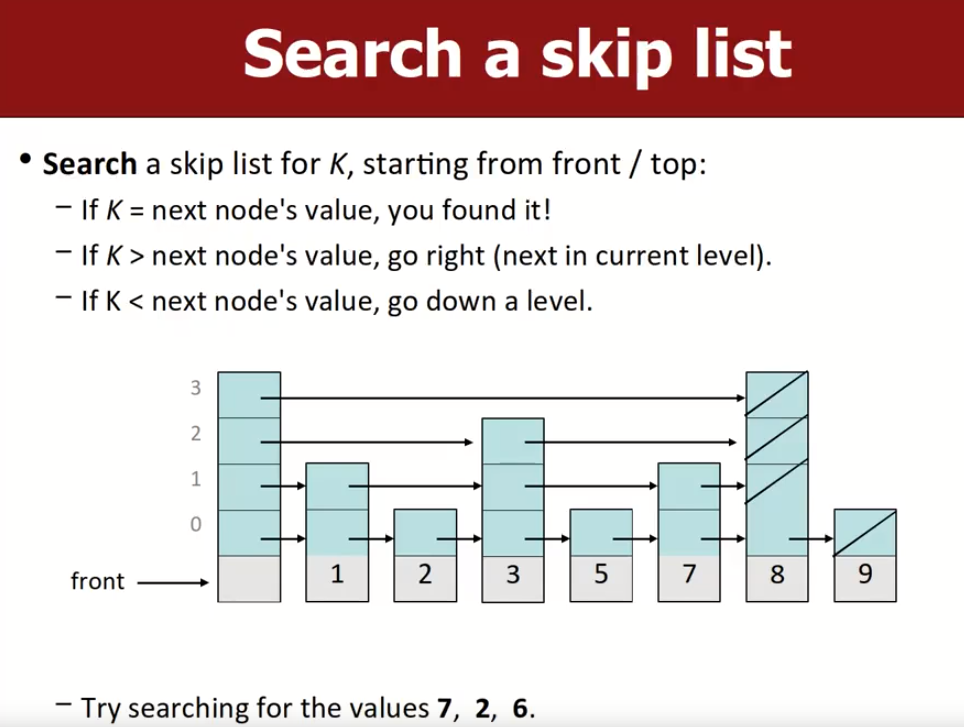 Search a skip list
• Search a skip list for K, starting from front / top:
– If K = next node's value, you found it!
– If K > next node's value, go right (next in current level).
– If K < next node's value, go down a level.
3
2
1
0
front 1 2 3 5 7 8 9
– Try searching for the values 7, 2, 6.